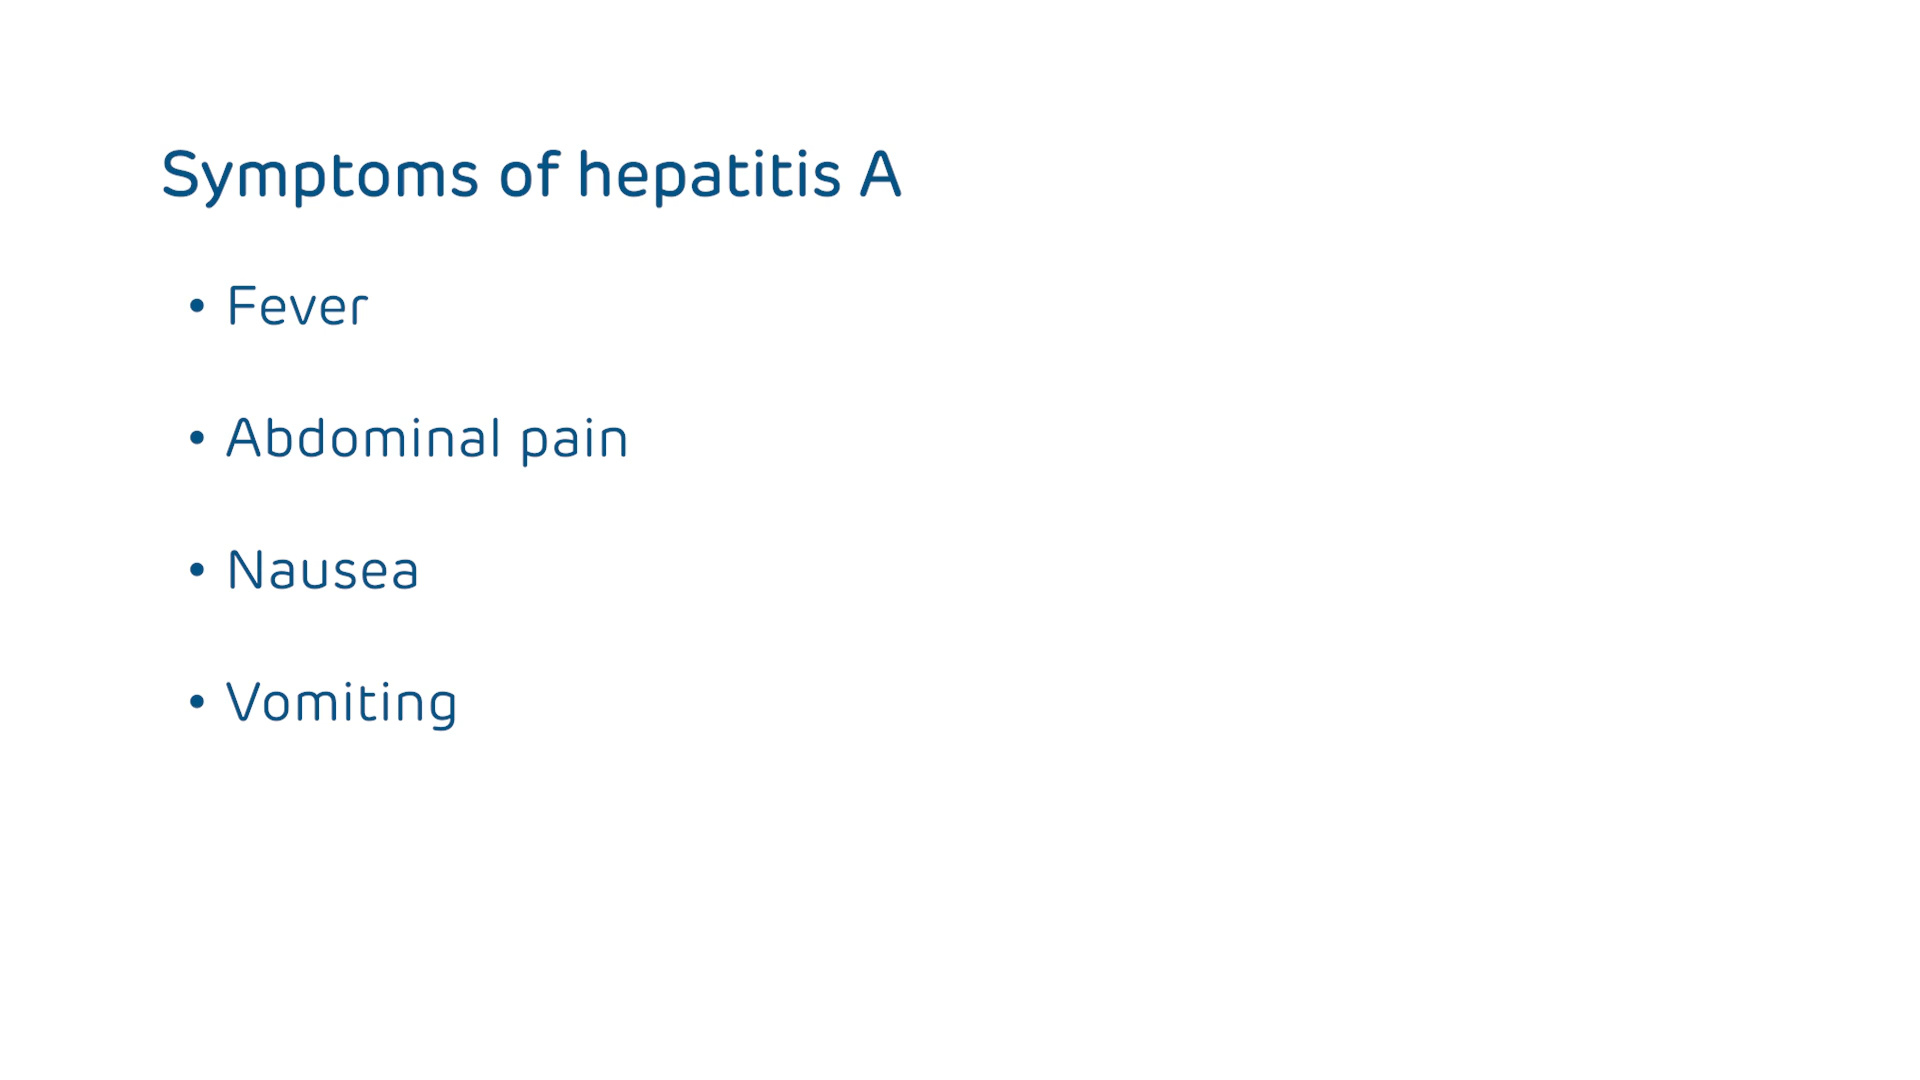 Symptoms of hepatitis A
• Fever
• Abdominal pain
• Nausea
• Vomiting